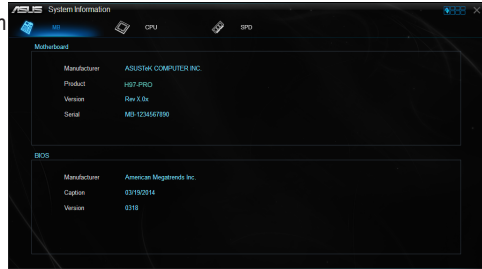 ASUS System Information
MB CPU SPD
Motherboard
Manufacturer ASUSTeK COMPUTER INC.
Product H97-PRO
Version Rev X.0x
Serial MB-1234567890
BIOS
Manufacturer American Megatrends Inc.
Caption 03/19/2014
Version 0318